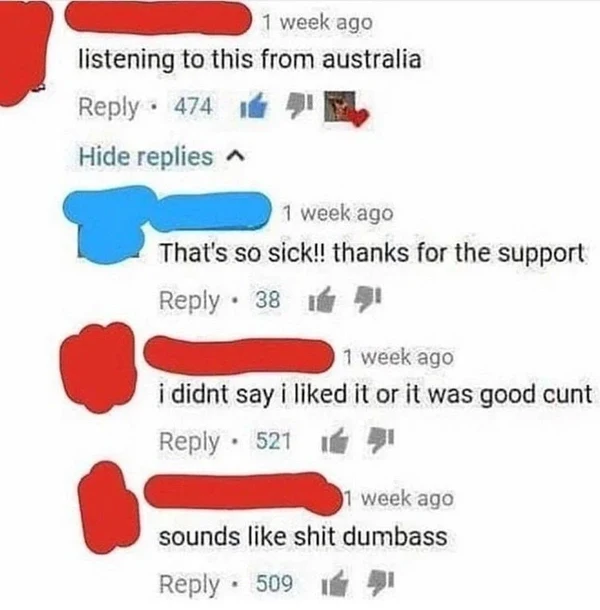 1 week ago
listening to this from australia
Reply • 474
Hide replies
1 week ago
That's so sick!! thanks for the support
Reply • 38
1 week ago
i didnt say i liked it or it was good cunt
Reply • 521
1 week ago
sounds like shit dumbass
Reply • 509